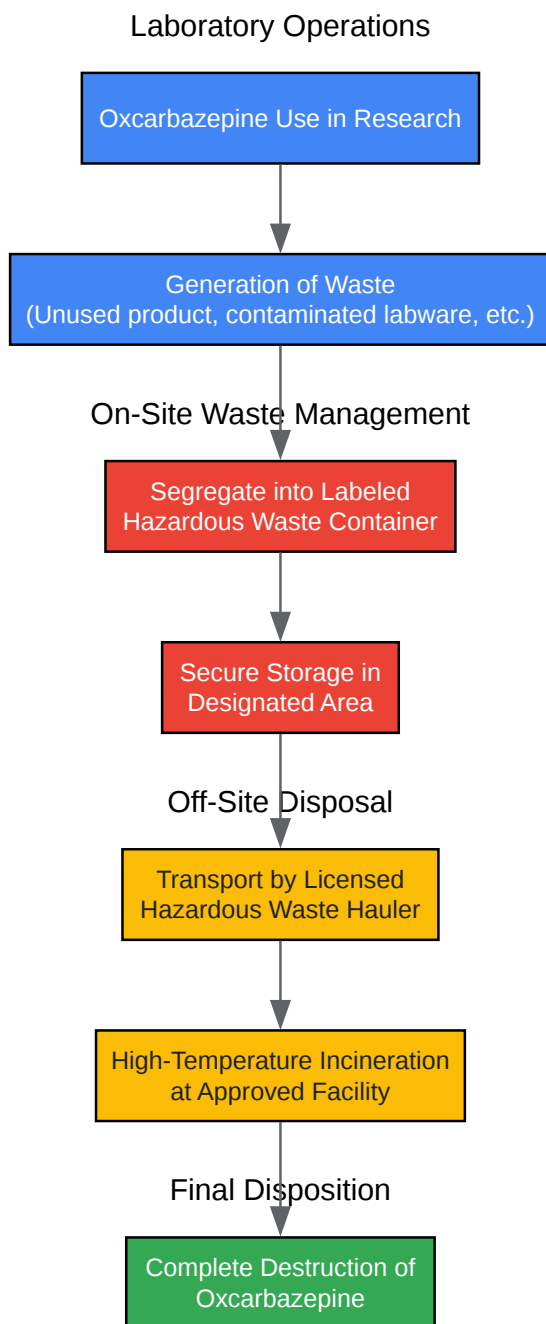 Laboratory Operations
Oxcarbazepine Use in Research
Generation of Waste
(Unused product, contaminated labware, etc.)
On-Site Waste Management
Segregate into Labeled
Hazardous Waste Container
Secure Storage in
Designated Area
Off-Site Disposal
Transport by Licensed
Hazardous Waste Hauler
High-Temperature Incineration
at Approved Facility
Final Disposition
Complete Destruction of
Oxcarbazepine